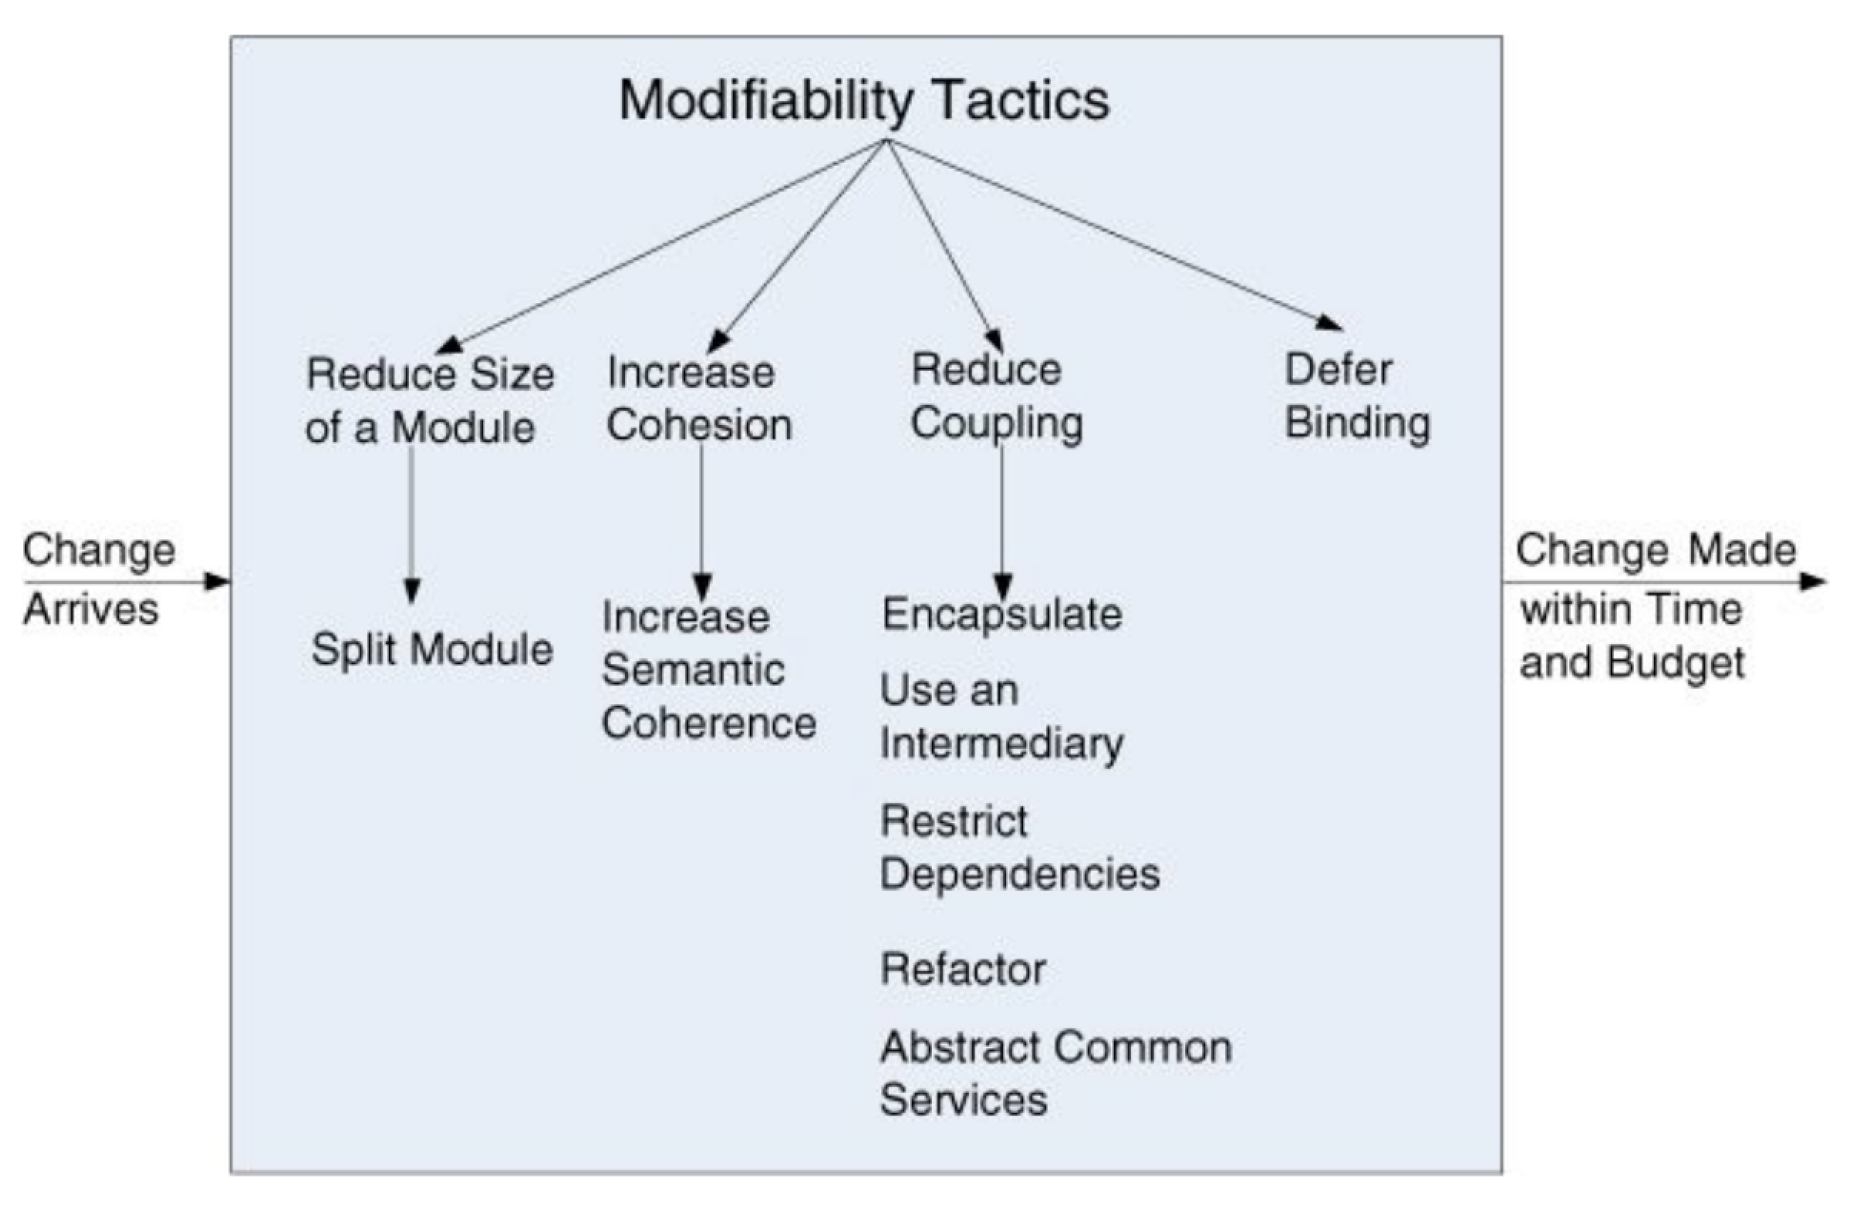 Modifiability Tactics
Reduce Size
of a Module
Increase
Cohesion
Reduce
Coupling
Defer
Binding
Change
Arrives
Split Module
Increase
Semantic
Coherence
Encapsulate
Use an
Intermediary
Restrict
Dependencies
Refactor
Abstract Common
Services
Change Made
within Time
and Budget